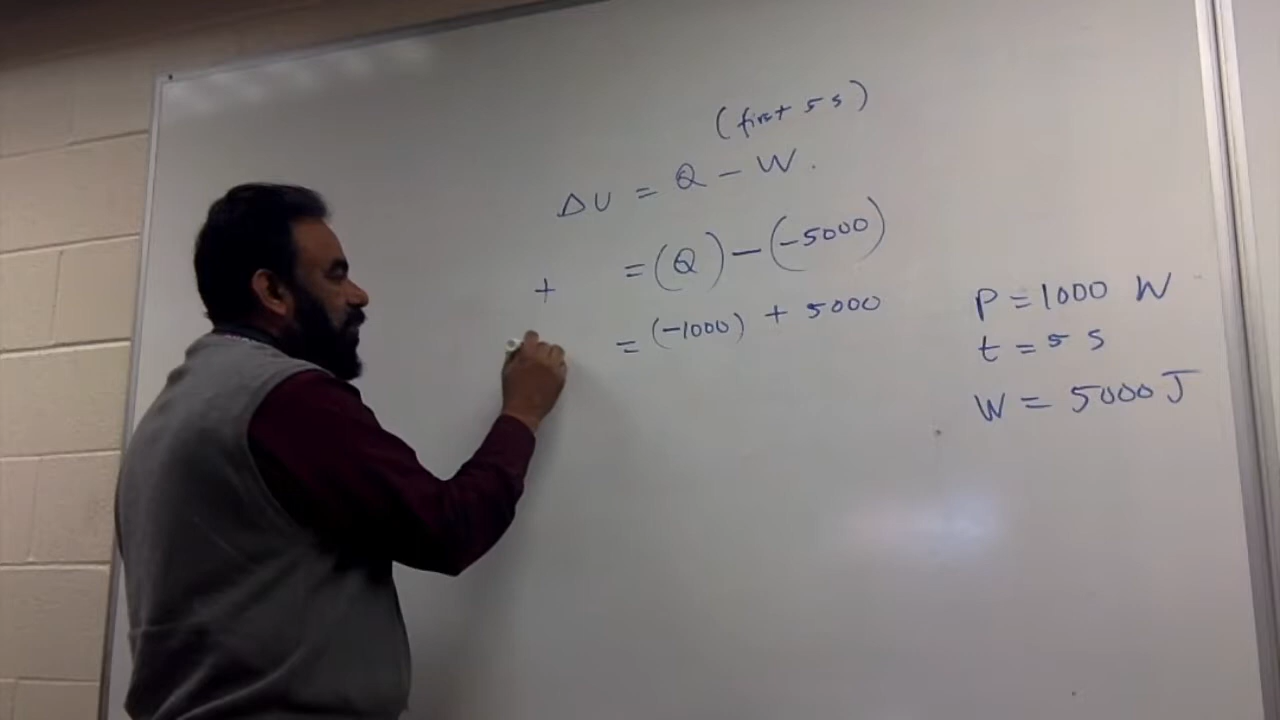 (first 5 s)
ΔU = Q - W.
= (Q) - (-5000)
+
= (-1000) + 5000
P = 1000 W
t = 5 s
W = 5000 J